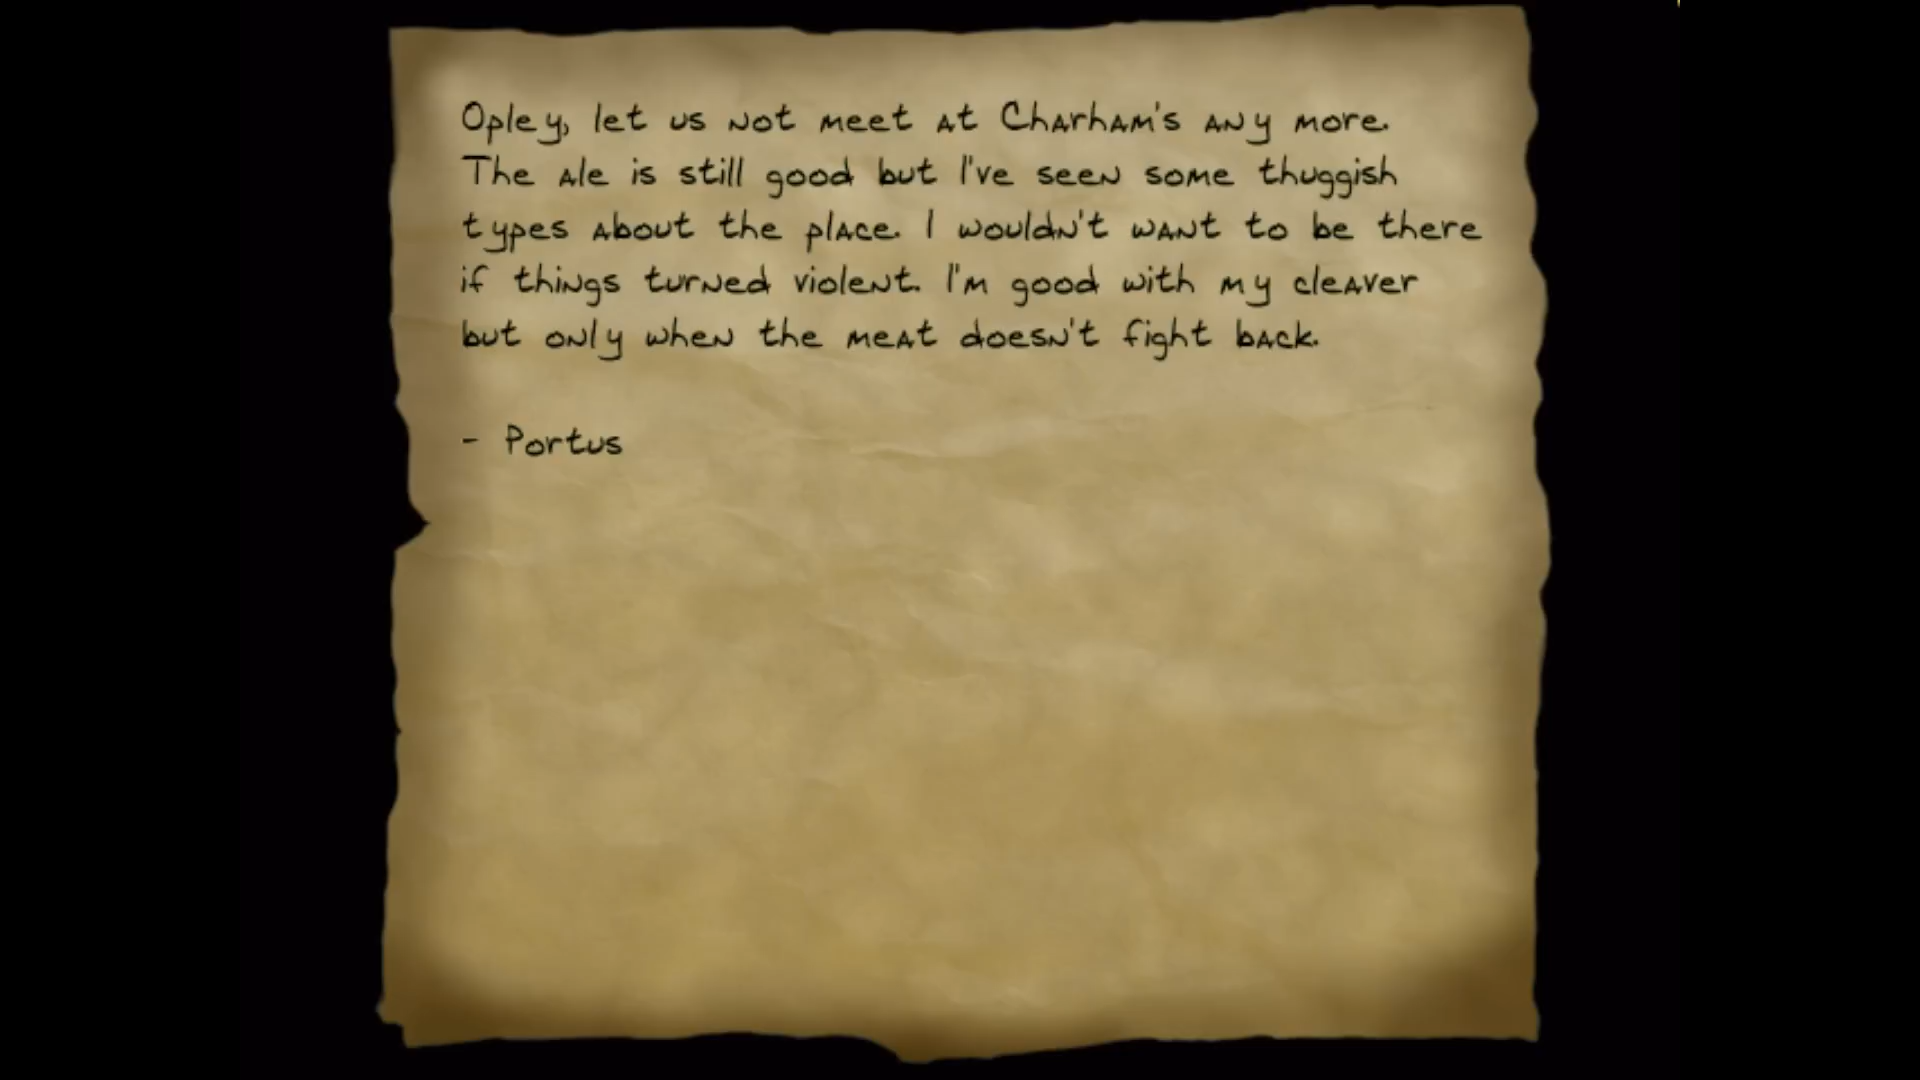 Opley, let us not meet at Charham's any more.
The ale is still good but I've seen some thuggish
types about the place. I wouldn't want to be there
if things turned violent. I'm good with my cleaver
but only when the meat doesn't fight back.
- Portus